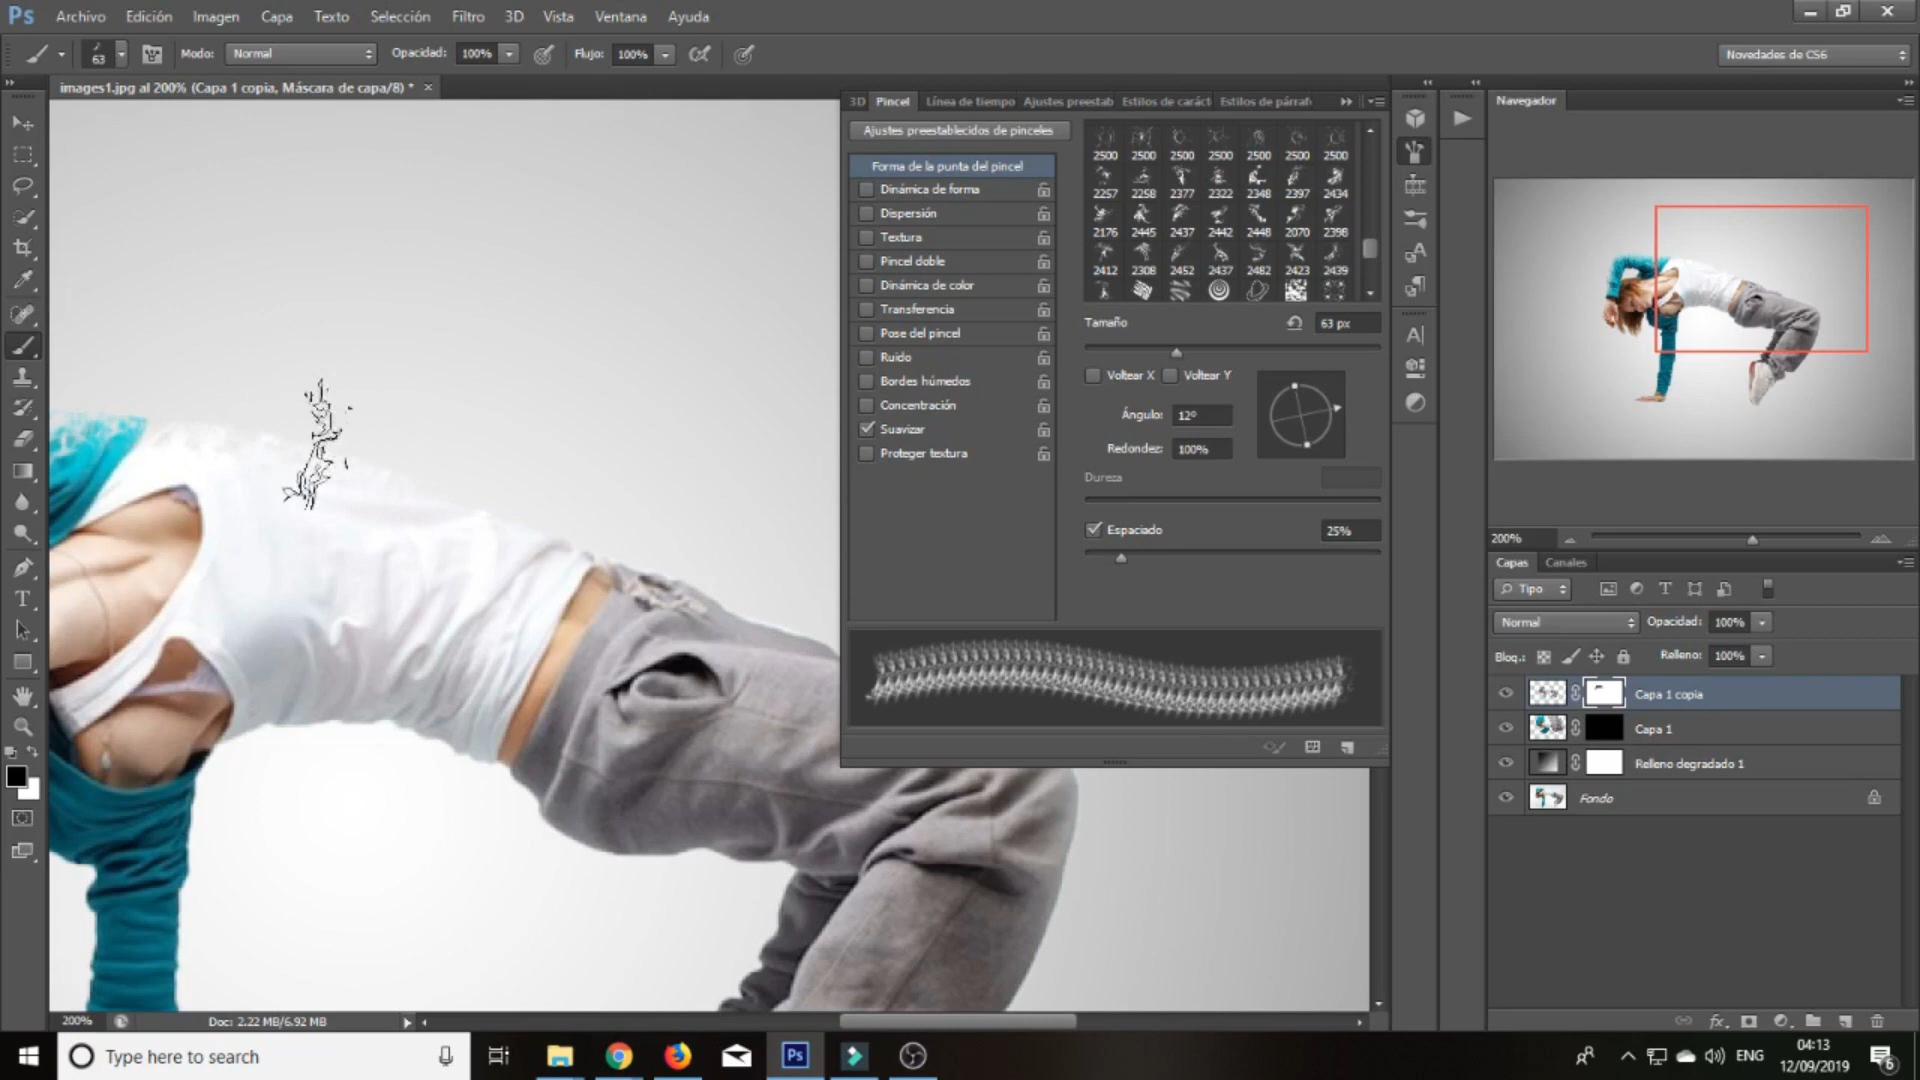 Ps Archivo Edición Imagen Capa Texto Selección Filtro 3D Vista Ventana Ayuda
63 Modo: Normal Opacidad: 100% Flujo: 100% Novedades de CS6
images1.jpg al 200% (Capa 1 copia, Máscara de capa/8) * ×
3D Pincel Línea de tiempo Ajustes preestab Estilos de caráct Estilos de párraf
Navegador
Ajustes preestablecidos de pinceles
Forma de la punta del pincel
Dinámica de forma
Dispersión
Textura
Pincel doble
Dinámica de color
Transferencia
Pose del pincel
Ruido
Bordes húmedos
Concentración
Suavizar
Proteger textura
2500 2500 2500 2500 2500 2500 2500
2257 2258 2377 2322 2348 2397 2434
2176 2445 2437 2442 2448 2070 2398
2412 2308 2452 2437 2482 2423 2439
Tamaño 63 px
Voltear X Voltear Y
Ángulo: 12º
Redondez: 100%
Dureza
Espaciado 25%
200%
Capas Canales
Tipo
Normal Opacidad: 100%
Bloq.: Relleno: 100%
Capa 1 copia
Capa 1
Relleno degradado 1
Fondo
200% Doc: 2.22 MB/6.92 MB
Type here to search
Ps
ENG
04:13
12/09/2019
6